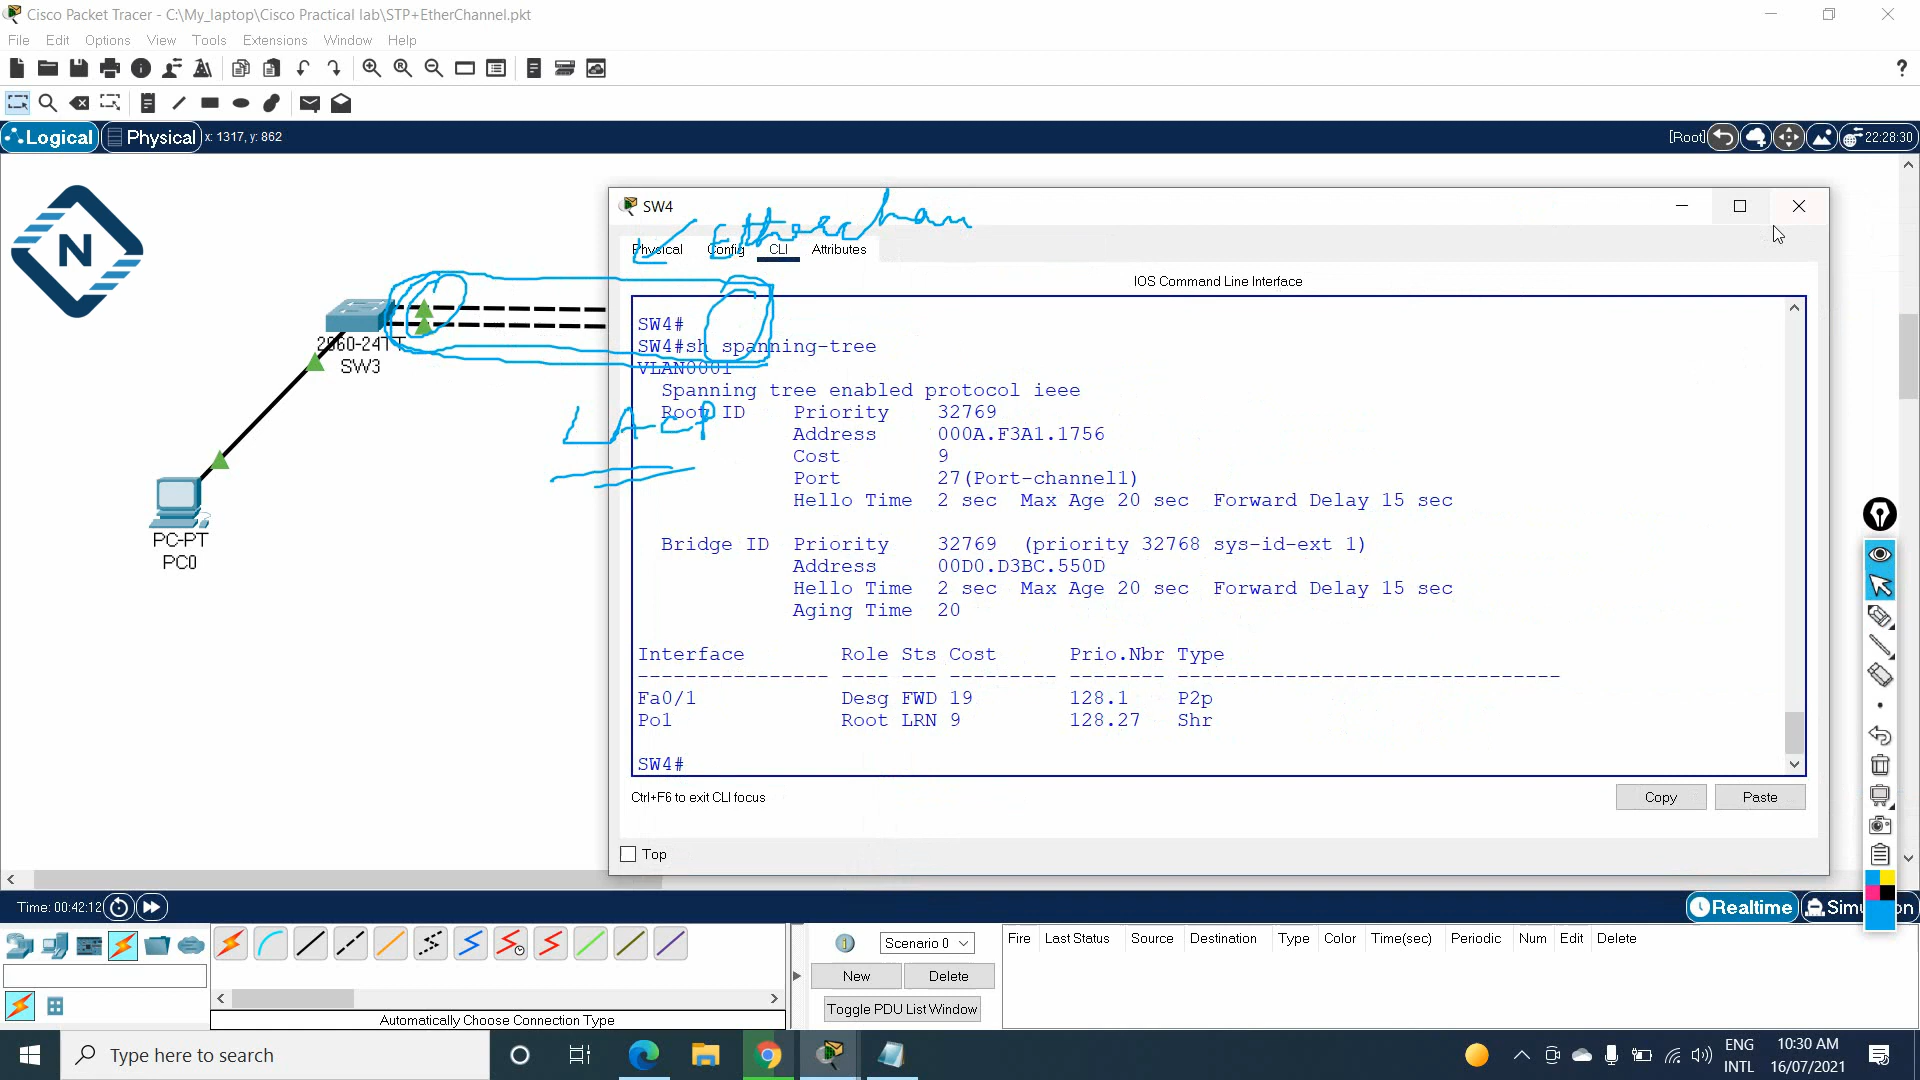 Cisco Packet Tracer - C:\My_laptop\Cisco Practical lab\STP+EtherChannel.pkt
File Edit Options View Tools Extensions Window Help
?
Logical Physical x: 1317, y: 862 [Root] 22:28:30
N
SW4
Etherchan
Physical Config CLI Attributes
IOS Command Line Interface
2960-24TT
SW3
LACP
PC-PT
PC0
SW4#
SW4#sh spanning-tree
VLAN0001
Spanning tree enabled protocol ieee
Root ID Priority 32769
Address 000A.F3A1.1756
Cost 9
Port 27(Port-channel1)
Hello Time 2 sec Max Age 20 sec Forward Delay 15 sec
Bridge ID Priority 32769 (priority 32768 sys-id-ext 1)
Address 00D0.D3BC.550D
Hello Time 2 sec Max Age 20 sec Forward Delay 15 sec
Aging Time 20
Interface Role Sts Cost Prio.Nbr Type
---------------- ---- --- --------- -------- --------------------------------
Fa0/1 Desg FWD 19 128.1 P2p
Po1 Root LRN 9 128.27 Shr
SW4#
Ctrl+F6 to exit CLI focus
Copy Paste
Top
Time: 00:42:12
Realtime
Scenario 0
New Delete
Toggle PDU List Window
Fire Last Status Source Destination Type Color Time(sec) Periodic Num Edit Delete
Automatically Choose Connection Type
Type here to search
ENG
INTL
10:30 AM
16/07/2021